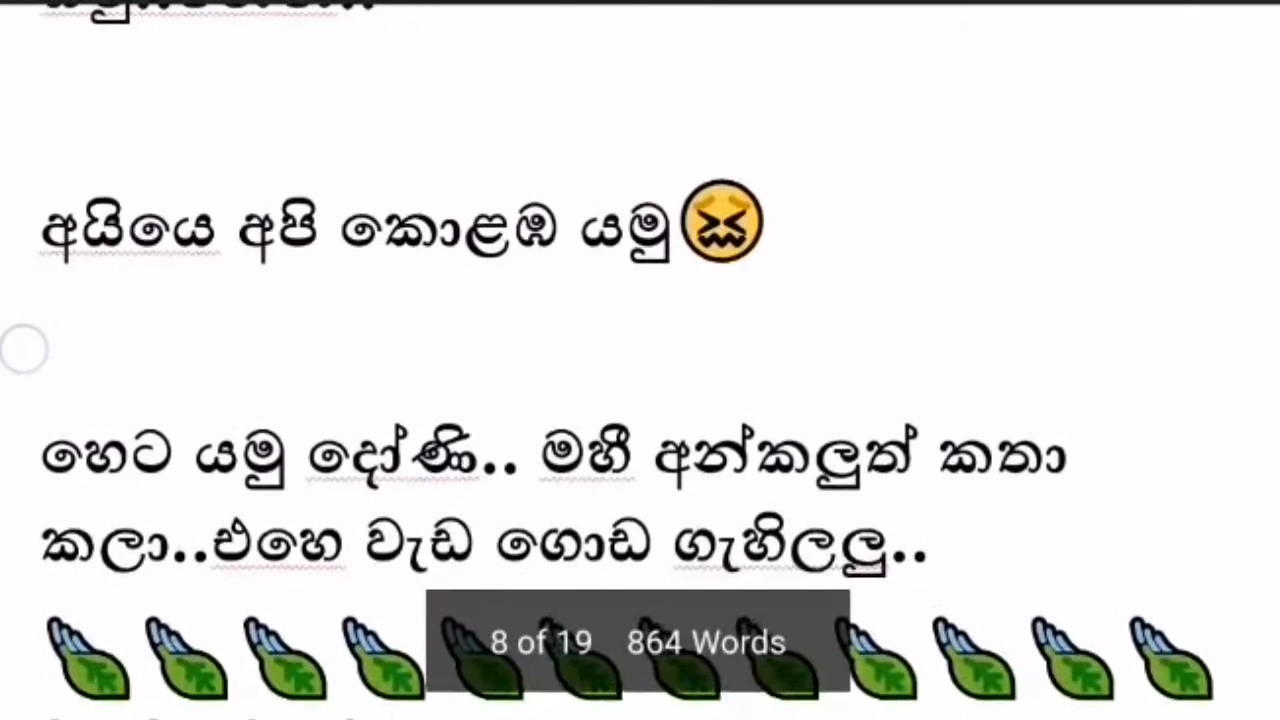 අයියෙ අපි කොළඹ යමු😖
හෙට යමු දෝණි.. මහී අන්කලුත් කතා
කලා..එහෙ වැඩ ගොඩ ගැහිලලු..
8 of 19 864 Words